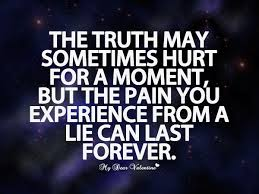 THE TRUTH MAY
SOMETIMES HURT
FOR A MOMENT,
BUT THE PAIN YOU
EXPERIENCE FROM A
LIE CAN LAST
FOREVER.
My Dear Valentine